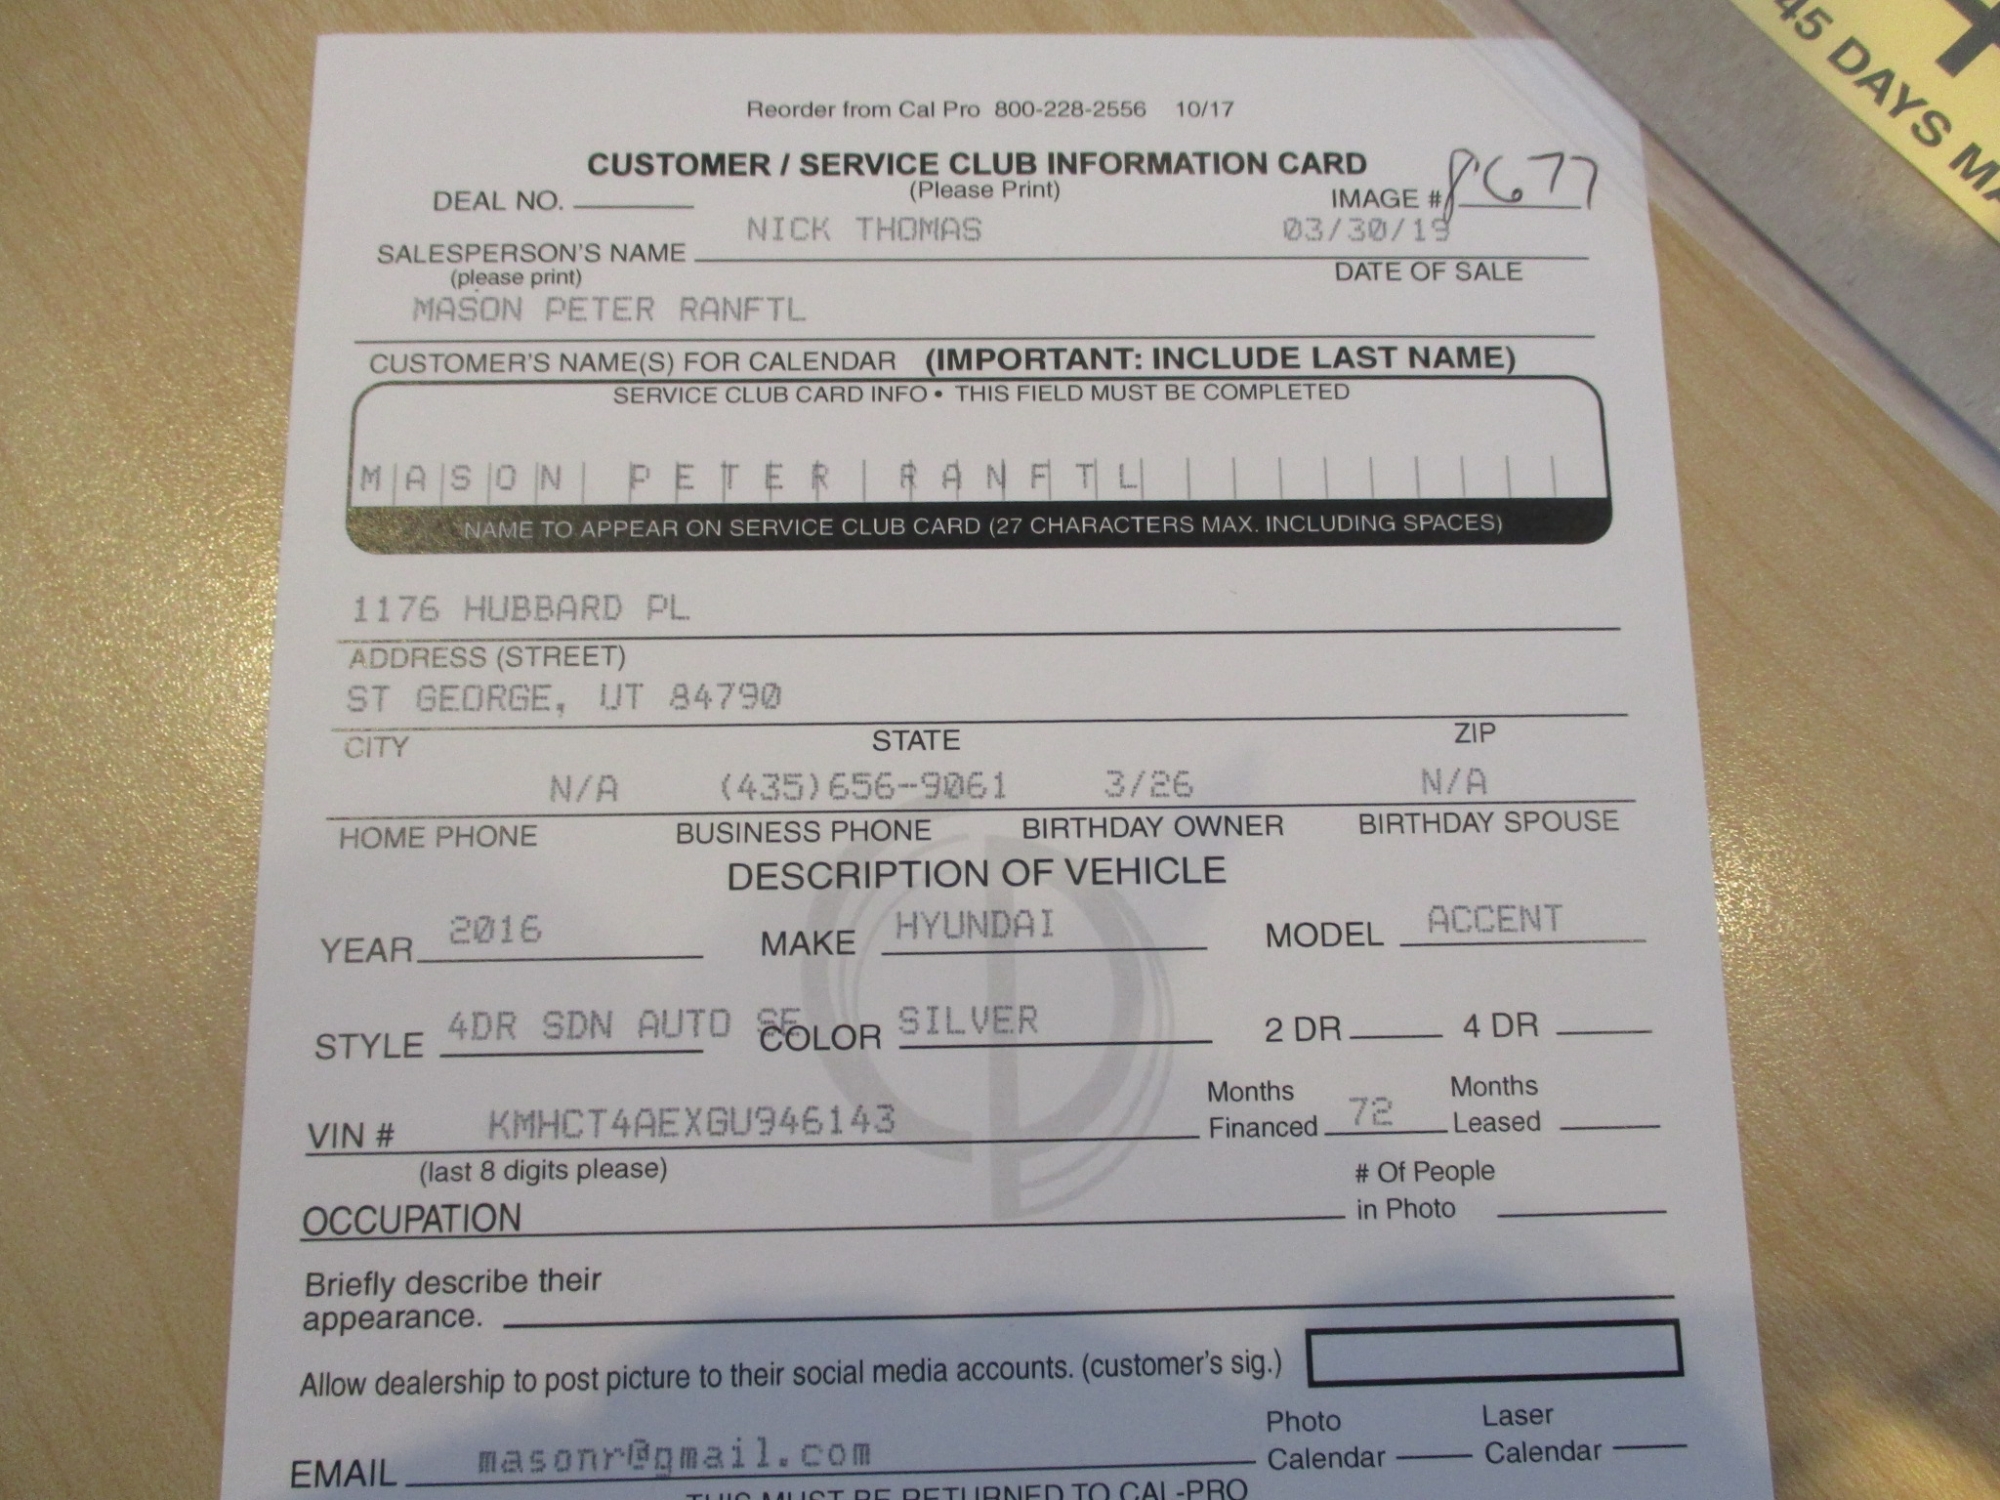 45 DAYS MA
Reorder from Cal Pro 800-228-2556 10/17
CUSTOMER / SERVICE CLUB INFORMATION CARD
(Please Print)
DEAL NO. IMAGE # 8677
NICK THOMAS 03/30/19
SALESPERSON'S NAME
(please print) DATE OF SALE
MASON PETER RANFTL
CUSTOMER'S NAME(S) FOR CALENDAR (IMPORTANT: INCLUDE LAST NAME)
SERVICE CLUB CARD INFO • THIS FIELD MUST BE COMPLETED
MASON PETER RANFTL
NAME TO APPEAR ON SERVICE CLUB CARD (27 CHARACTERS MAX. INCLUDING SPACES)
1176 HUBBARD PL
ADDRESS (STREET)
ST GEORGE, UT 84790
CITY STATE ZIP
N/A (435)656-9061 3/26 N/A
HOME PHONE BUSINESS PHONE BIRTHDAY OWNER BIRTHDAY SPOUSE
DESCRIPTION OF VEHICLE
YEAR 2016 MAKE HYUNDAI MODEL ACCENT
STYLE 4DR SDN AUTO SE COLOR SILVER 2 DR 4 DR
VIN # KMHCT4AEXGU946143 Months Financed 72 Months Leased
(last 8 digits please)
OCCUPATION # Of People in Photo
Briefly describe their
appearance.
Allow dealership to post picture to their social media accounts. (customer's sig.)
EMAIL masonr@gmail.com Photo Calendar Laser Calendar
THIS MUST BE RETURNED TO CAL-PRO